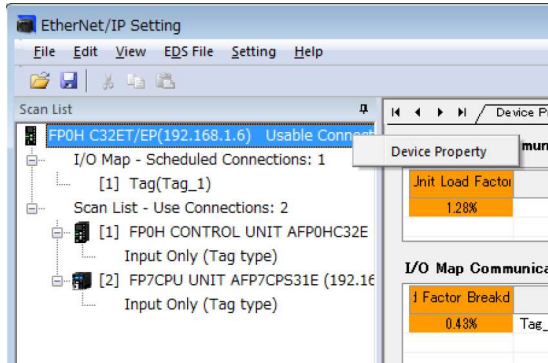 EtherNet/IP Setting
File Edit View EDS File Setting Help
Scan List
Device P
FP0H C32ET/EP(192.168.1.6) Usable Connect
Device Property
I/O Map - Scheduled Connections: 1
[1] Tag(Tag_1)
Unit Load Factor
1.28%
Scan List - Use Connections: 2
[1] FP0H CONTROL UNIT AFP0HC32E
Input Only (Tag type)
I/O Map Communica
[2] FP7CPU UNIT AFP7CPS31E (192.16
Input Only (Tag type)
d Factor Breakd
0.43% Tag_